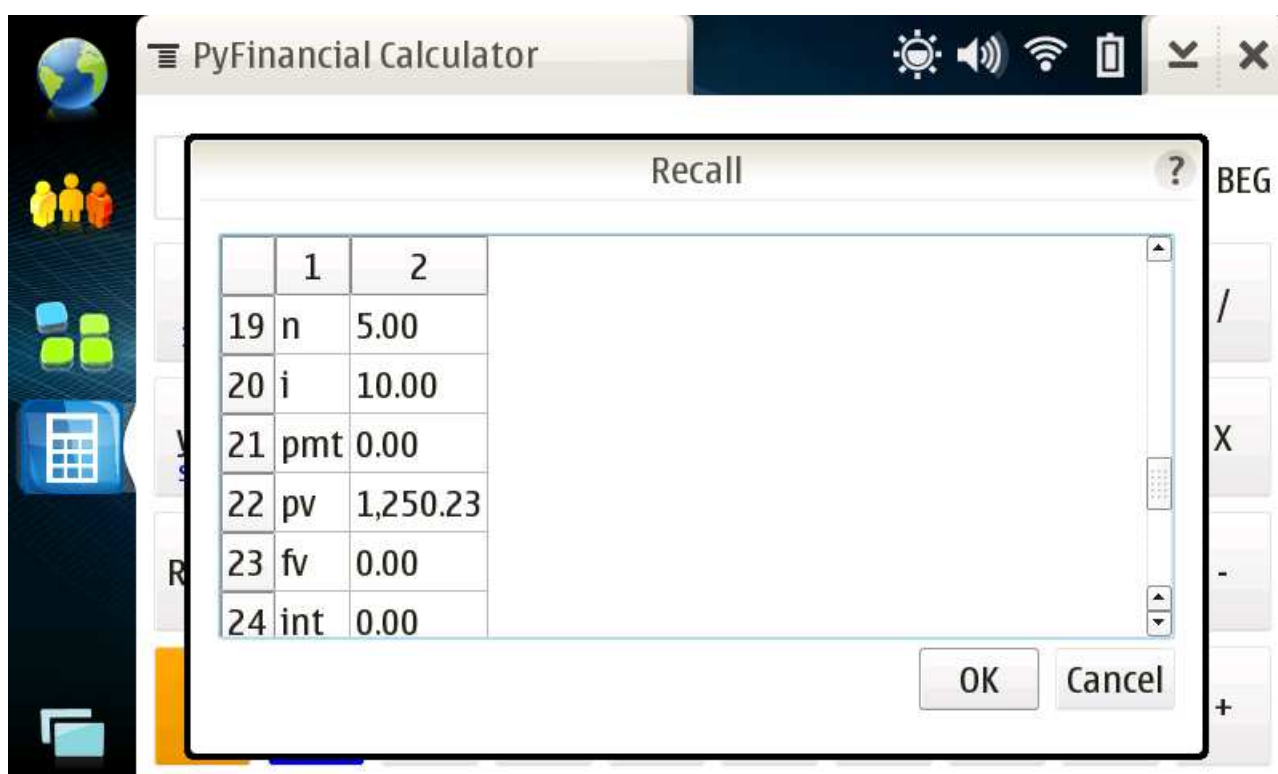 PyFinancial Calculator
Recall ?
BEG
1 2
19 n 5.00
20 i 10.00
21 pmt 0.00
22 pv 1,250.23
23 fv 0.00
24 int 0.00
/
X
-
+
R
OK Cancel